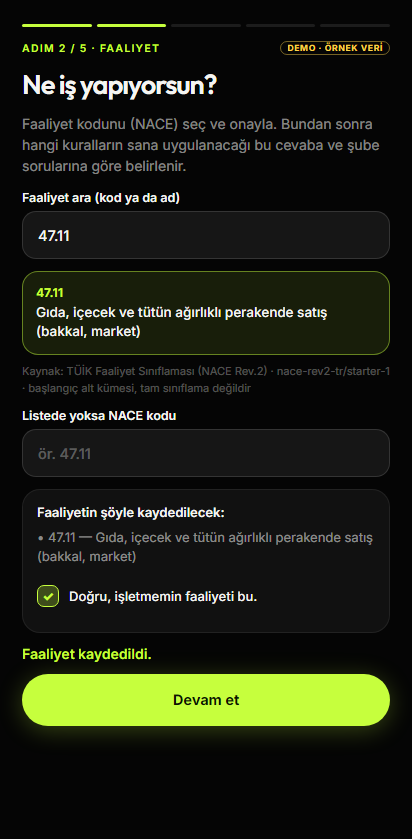 ADIM 2 / 5 · FAALIYET
DEMO · ÖRNEK VERİ
Ne iş yapıyorsun?
Faaliyet kodunu (NACE) seç ve onayla. Bundan sonra
hangi kuralların sana uygulanacağı bu cevaba ve şube
sorularına göre belirlenir.
Faaliyet ara (kod ya da ad)
47.11
47.11
Gıda, içecek ve tütün ağırlıklı perakende satış
(bakkal, market)
Kaynak: TÜİK Faaliyet Sınıflaması (NACE Rev.2) · nace-rev2-tr/starter-1
· başlangıç alt kümesi, tam sınıflama değildir
Listede yoksa NACE kodu
ör. 47.11
Faaliyetin şöyle kaydedilecek:
• 47.11 — Gıda, içecek ve tütün ağırlıklı perakende satış
(bakkal, market)
Doğru, işletmemin faaliyeti bu.
Faaliyet kaydedildi.
Devam et